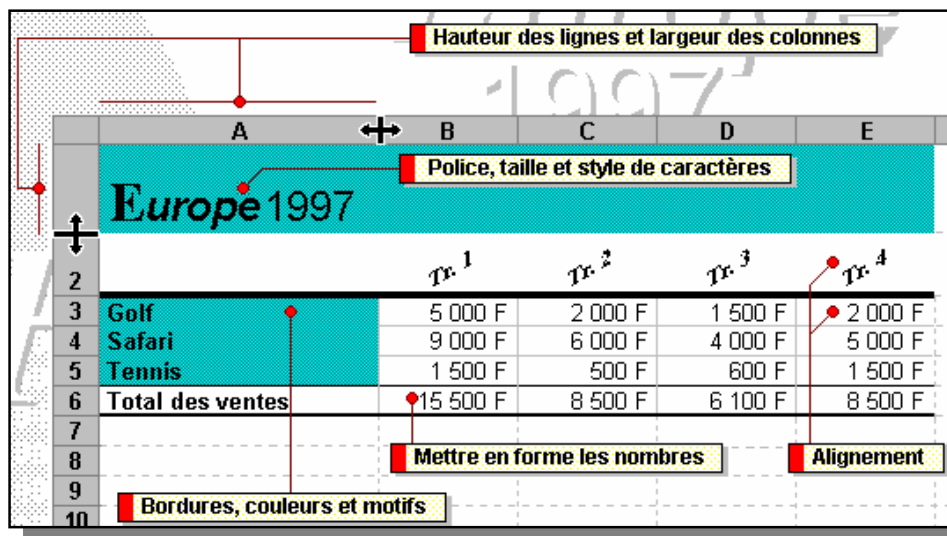 Hauteur des lignes et largeur des colonnes
1997
A B C D E
Police, taille et style de caractères
Europe 1997
2 Tr. 1 Tr. 2 Tr. 3 Tr. 4
3 Golf 5 000 F 2 000 F 1 500 F 2 000 F
4 Safari 9 000 F 6 000 F 4 000 F 5 000 F
5 Tennis 1 500 F 500 F 600 F 1 500 F
6 Total des ventes 15 500 F 8 500 F 6 100 F 8 500 F
7
8 Mettre en forme les nombres Alignement
9
Bordures, couleurs et motifs
10